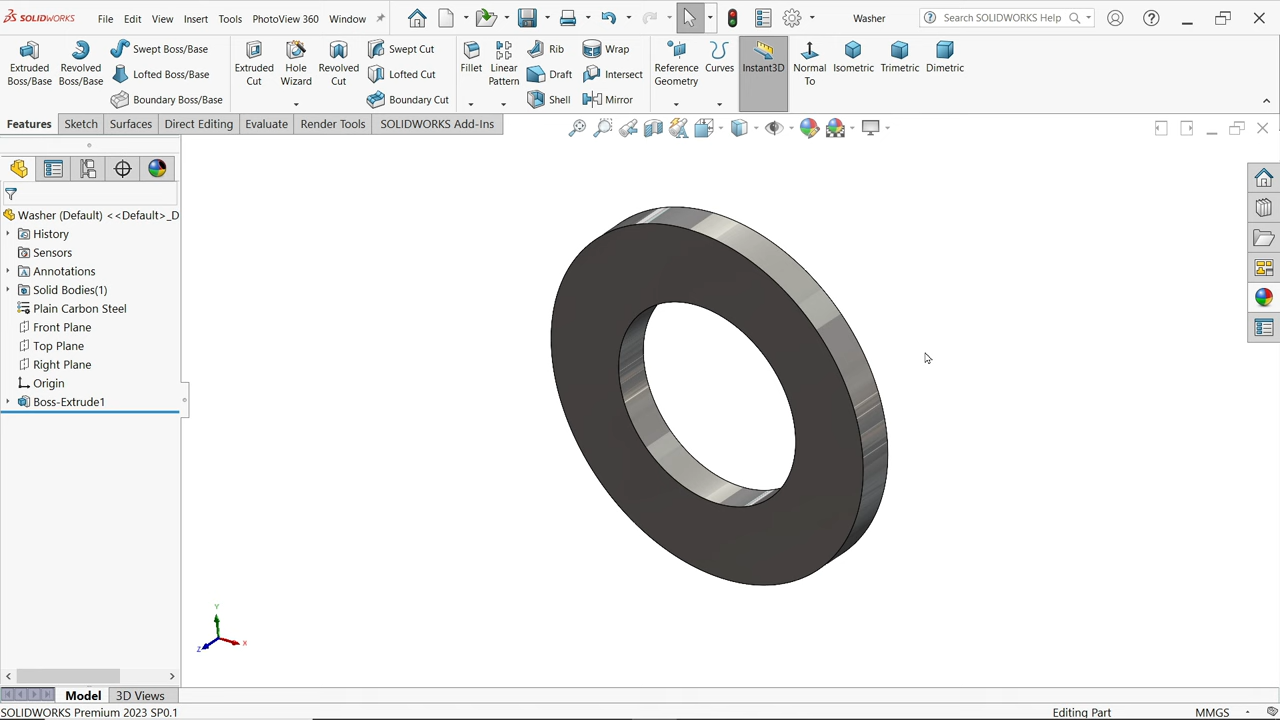 SOLIDWORKS File Edit View Insert Tools PhotoView 360 Window Washer Search SOLIDWORKS Help
Extruded Boss/Base
Revolved Boss/Base
Swept Boss/Base
Lofted Boss/Base
Boundary Boss/Base
Extruded Cut
Hole Wizard
Revolved Cut
Swept Cut
Lofted Cut
Boundary Cut
Fillet
Linear Pattern
Rib
Draft
Shell
Wrap
Intersect
Mirror
Reference Geometry
Curves
Instant3D
Normal To
Isometric
Trimetric
Dimetric
Features Sketch Surfaces Direct Editing Evaluate Render Tools SOLIDWORKS Add-Ins
Washer (Default) <<Default>_D
History
Sensors
Annotations
Solid Bodies(1)
Plain Carbon Steel
Front Plane
Top Plane
Right Plane
Origin
Boss-Extrude1
Y
X
Z
Model 3D Views
SOLIDWORKS Premium 2023 SP0.1 Editing Part MMGS